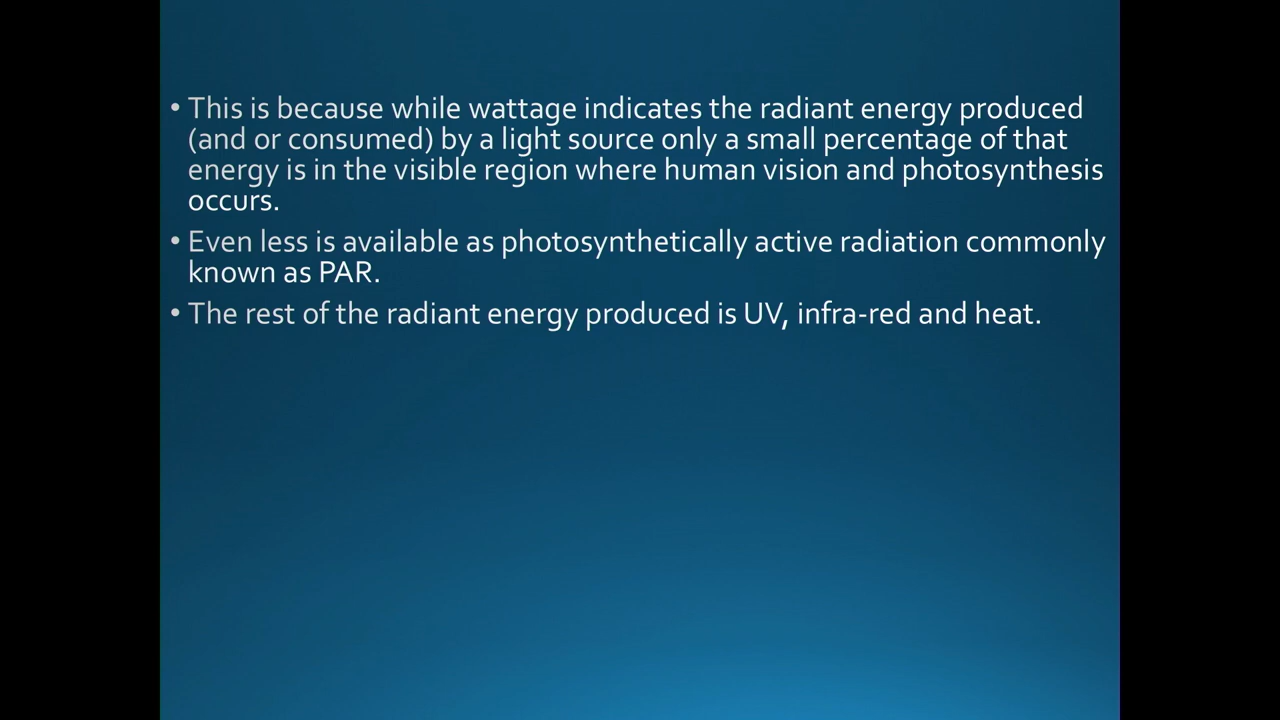 • This is because while wattage indicates the radiant energy produced
(and or consumed) by a light source only a small percentage of that
energy is in the visible region where human vision and photosynthesis
occurs.
• Even less is available as photosynthetically active radiation commonly
known as PAR.
• The rest of the radiant energy produced is UV, infra-red and heat.